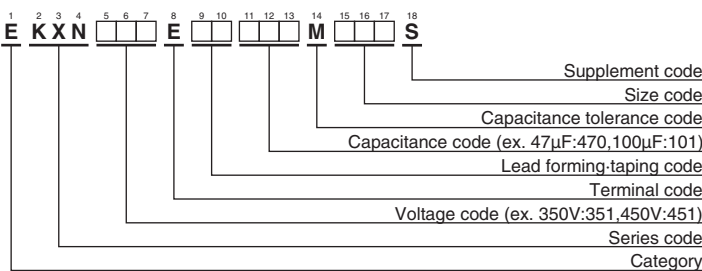 1 2 3 4 5 6 7 8 9 10 11 12 13 14 15 16 17 18
E K X N E M S
Supplement code
Size code
Capacitance tolerance code
Capacitance code (ex. 47μF:470,100μF:101)
Lead forming·taping code
Terminal code
Voltage code (ex. 350V:351,450V:451)
Series code
Category